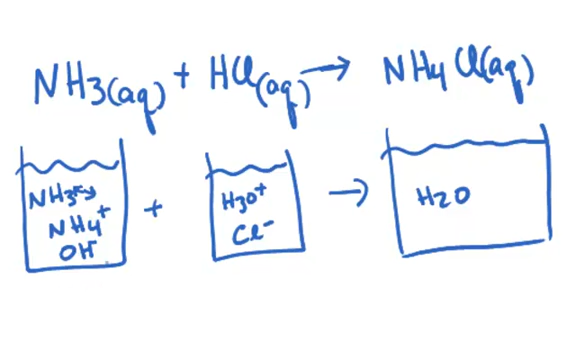 NH3(aq) + HCl(aq) → NH4Cl(aq)
NH3 ⇌
NH4+
OH-
+
H3O+
Cl-
→
H2O